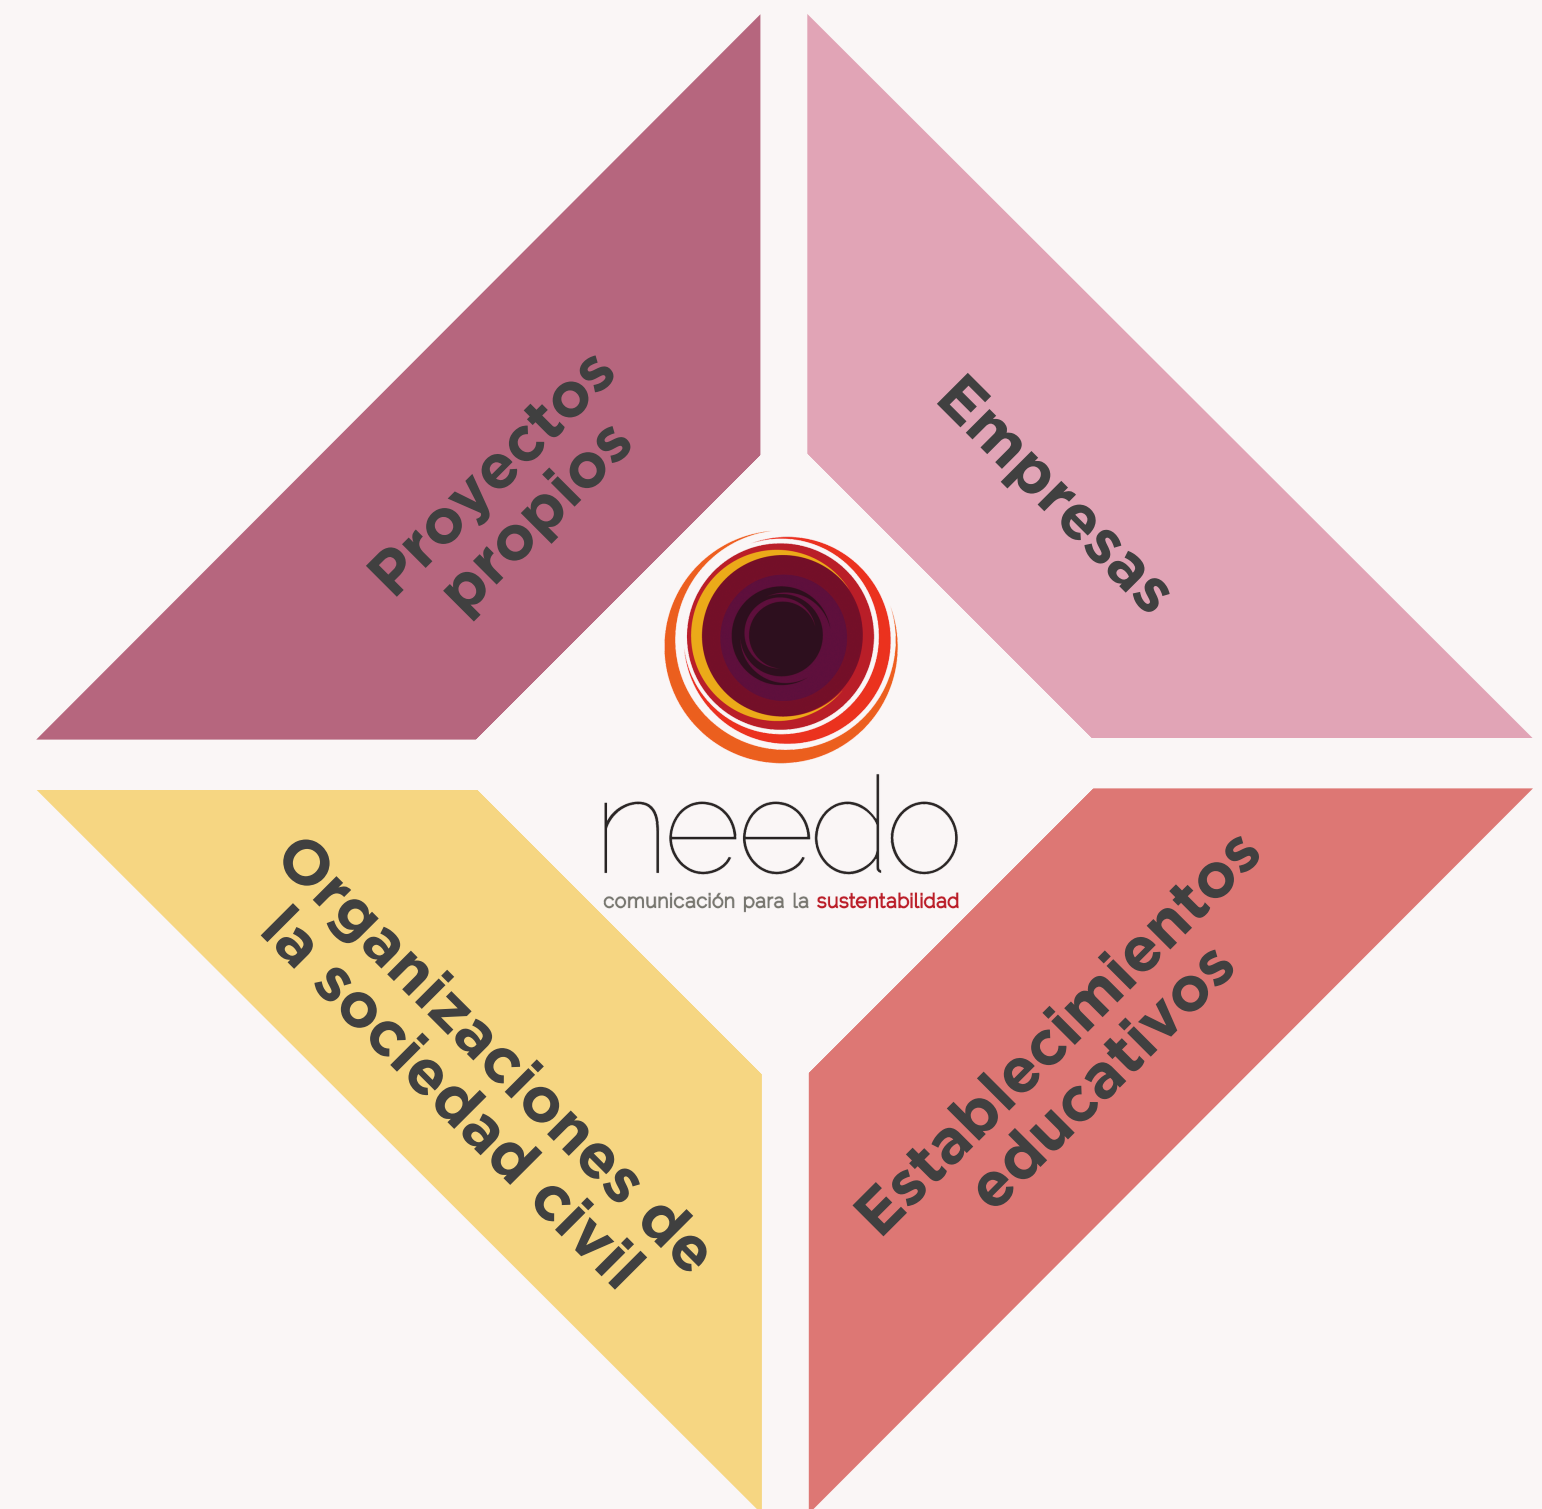 Proyectos
propios
Empresas
needo
comunicación para la sustentabilidad
Organizaciones de
la sociedad civil
Establecimientos
educativos